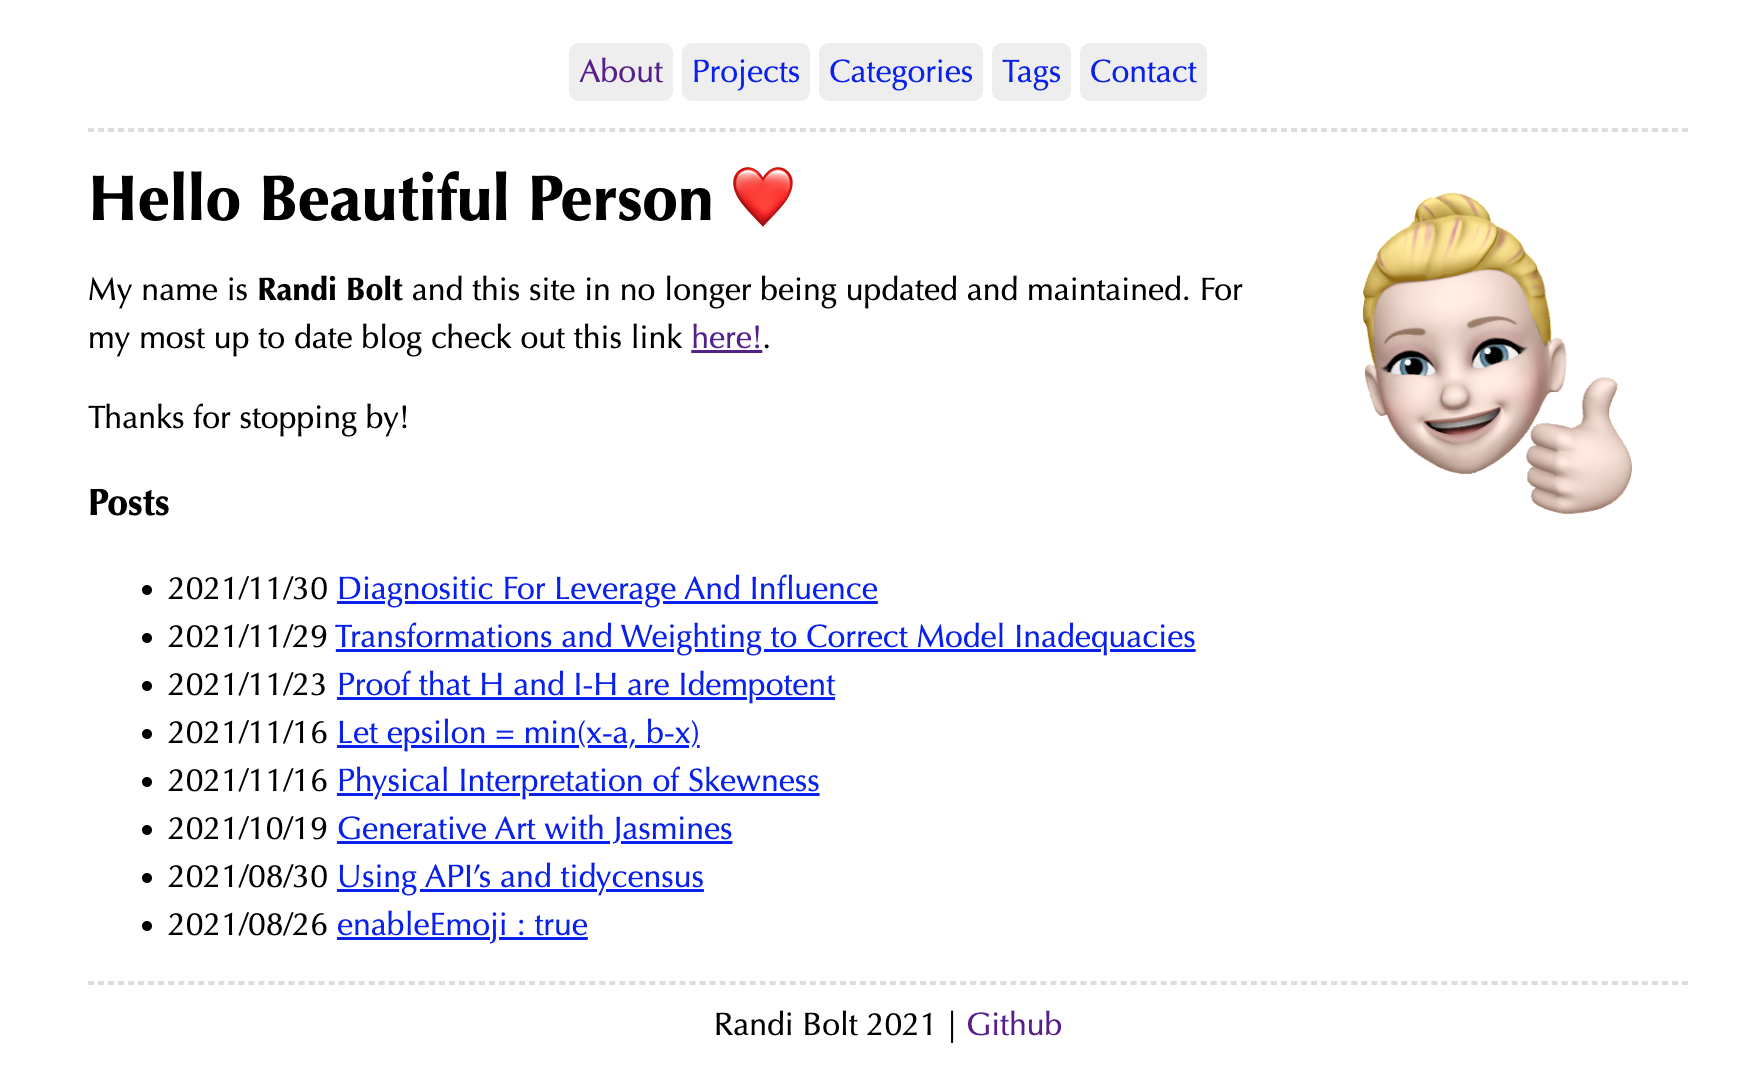 About Projects Categories Tags Contact
Hello Beautiful Person ❤️
My name is Randi Bolt and this site in no longer being updated and maintained. For
my most up to date blog check out this link here!.
Thanks for stopping by!
Posts
• 2021/11/30 Diagnositic For Leverage And Influence
• 2021/11/29 Transformations and Weighting to Correct Model Inadequacies
• 2021/11/23 Proof that H and I-H are Idempotent
• 2021/11/16 Let epsilon = min(x-a, b-x)
• 2021/11/16 Physical Interpretation of Skewness
• 2021/10/19 Generative Art with Jasmines
• 2021/08/30 Using API’s and tidycensus
• 2021/08/26 enableEmoji : true
Randi Bolt 2021 | Github